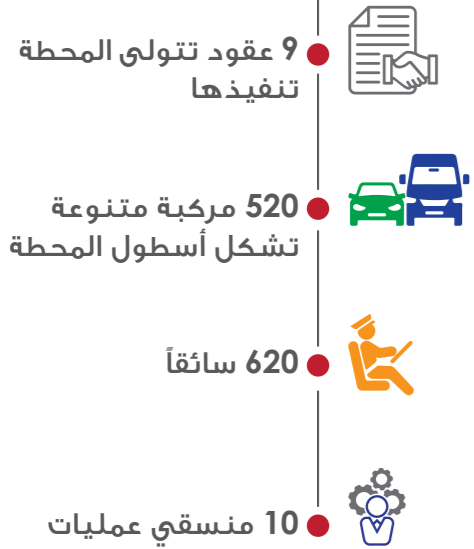 9 عقود تتولى المحطة
تنفيذها
520 مركبة متنوعة
تشكل أسطول المحطة
620 سائقاً
10 منسقي عمليات